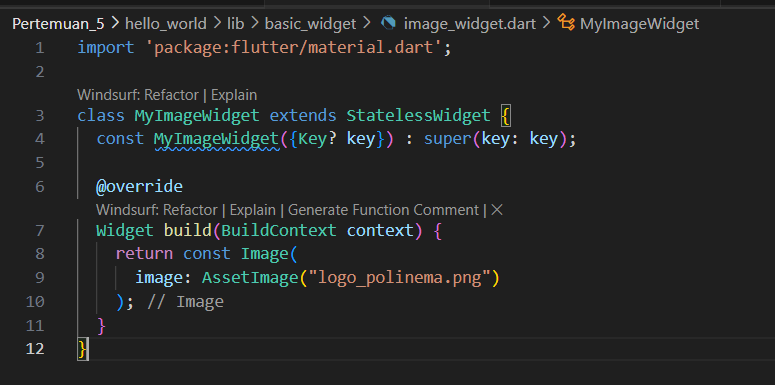 Pertemuan_5 > hello_world > lib > basic_widget > image_widget.dart > MyImageWidget
1 import 'package:flutter/material.dart';
2
Windsurf: Refactor | Explain
3 class MyImageWidget extends StatelessWidget {
4 const MyImageWidget({Key? key}) : super(key: key);
5
6 @override
Windsurf: Refactor | Explain | Generate Function Comment | ×
7 Widget build(BuildContext context) {
8 return const Image(
9 image: AssetImage("logo_polinema.png")
10 ); // Image
11 }
12 }